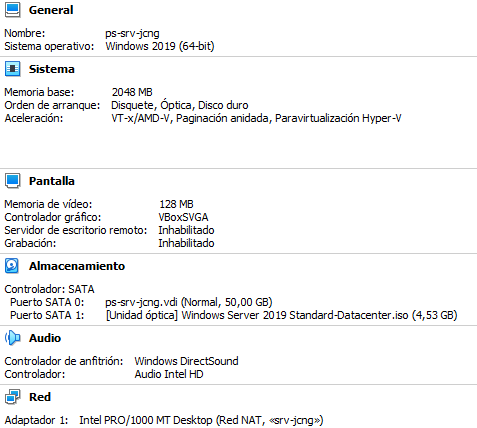 General
Nombre: ps-srv-jcng
Sistema operativo: Windows 2019 (64-bit)
Sistema
Memoria base: 2048 MB
Orden de arranque: Disquete, Óptica, Disco duro
Aceleración: VT-x/AMD-V, Paginación anidada, Paravirtualización Hyper-V
Pantalla
Memoria de vídeo: 128 MB
Controlador gráfico: VBoxSVGA
Servidor de escritorio remoto: Inhabilitado
Grabación: Inhabilitado
Almacenamiento
Controlador: SATA
Puerto SATA 0: ps-srv-jcng.vdi (Normal, 50,00 GB)
Puerto SATA 1: [Unidad óptica] Windows Server 2019 Standard-Datacenter.iso (4,53 GB)
Audio
Controlador de anfitrión: Windows DirectSound
Controlador: Audio Intel HD
Red
Adaptador 1: Intel PRO/1000 MT Desktop (Red NAT, «srv-jcng»)